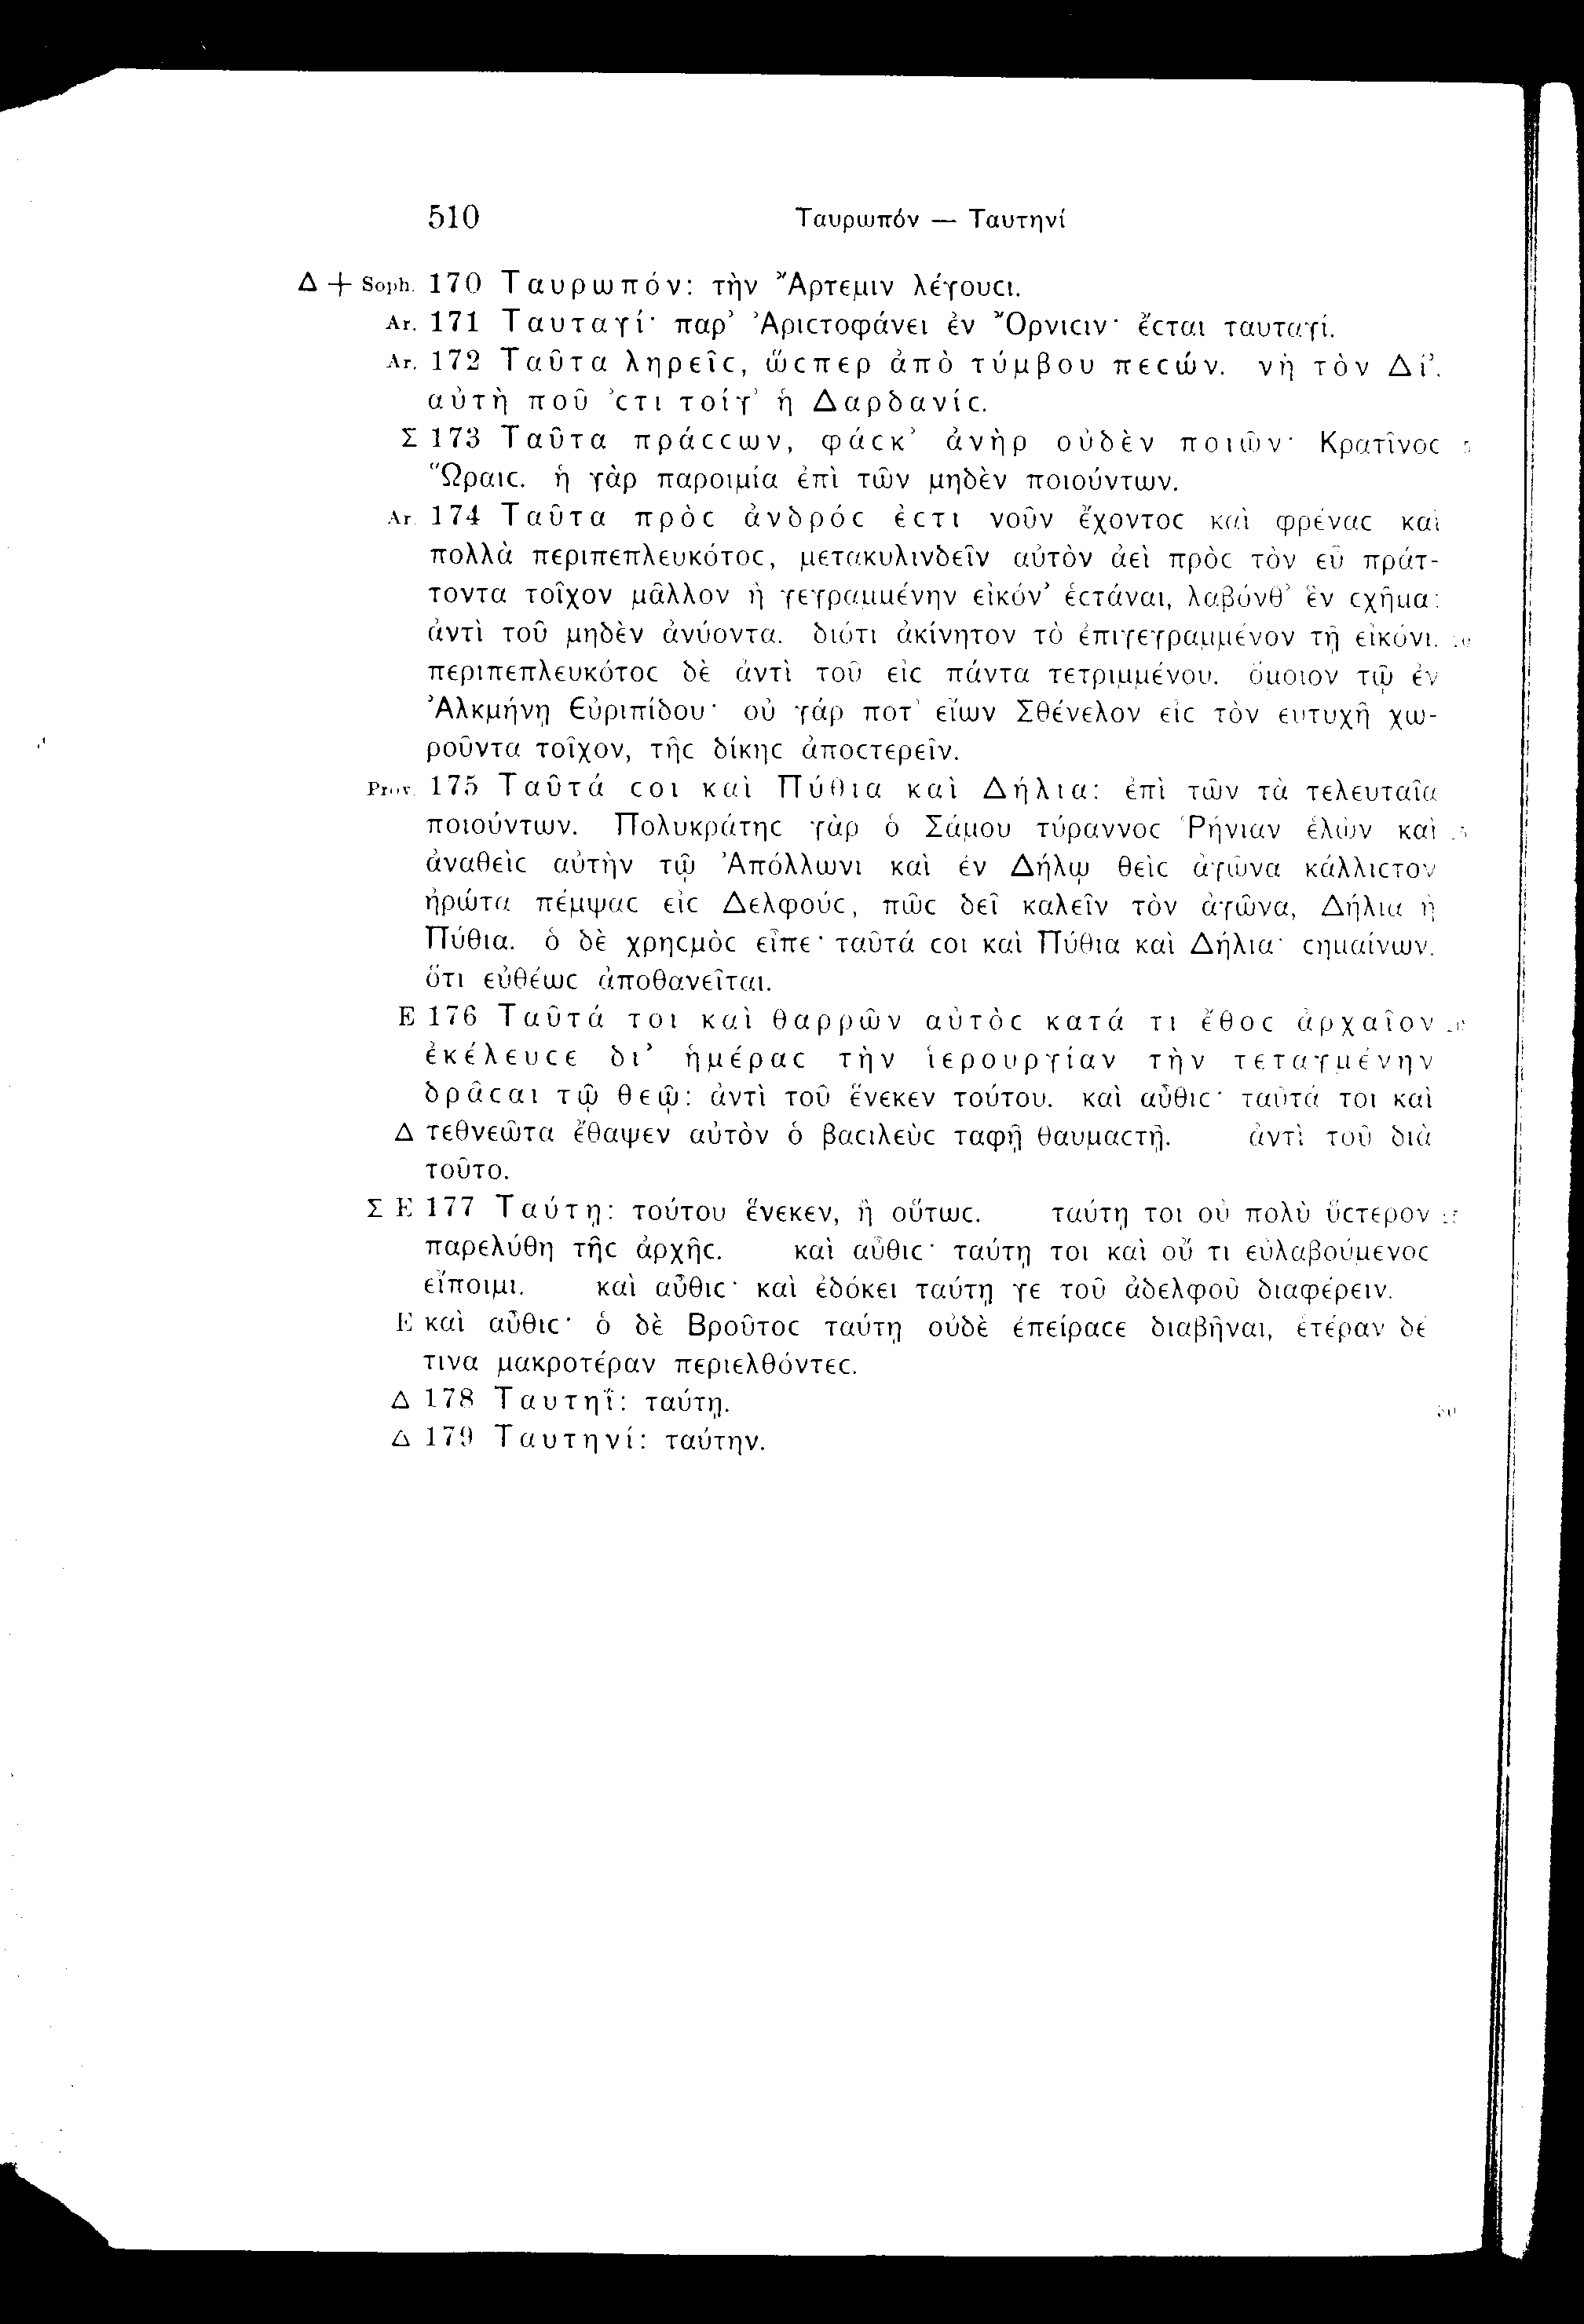 510 Ταυρωπόν — Ταυτηνί
Δ + Soph. 170 Ταυρωπόν: τὴν Ἄρτεμιν λέγουϲι.
Ar. 171 Ταυταγί· παρ' Ἀριϲτοφάνει ἐν Ὄρνιϲιν· ἔϲται ταυταγί.
Ar. 172 Ταῦτα ληρεῖϲ, ὥϲπερ ἀπὸ τύμβου πεϲών. νὴ τὸν Δί'.
αὐτὴ ποῦ 'ϲτι τοίγ' ἡ Δαρδανίϲ.
Σ 173 Ταῦτα πράϲϲων, φάϲκ' ἀνὴρ οὐδὲν ποιῶν· Κρατῖνοϲ 5
Ὥραιϲ. ἡ γὰρ παροιμία ἐπὶ τῶν μηδὲν ποιούντων.
Ar. 174 Ταῦτα πρὸϲ ἀνδρόϲ ἐϲτι νοῦν ἔχοντοϲ καὶ φρέναϲ καὶ
πολλὰ περιπεπλευκότοϲ, μετακυλινδεῖν αὐτὸν ἀεὶ πρὸϲ τὸν εὖ πράτ-
τοντα τοῖχον μᾶλλον ἢ γεγραμμένην εἰκόν' ἑϲτάναι, λαβόνθ' ἓν ϲχῆμα:
ἀντὶ τοῦ μηδὲν ἀνύοντα. διότι ἀκίνητον τὸ ἐπιγεγραμμένον τῇ εἰκόνι.
περιπεπλευκότοϲ δὲ ἀντὶ τοῦ εἰϲ πάντα τετριμμένου. ὅμοιον τῷ ἐν
Ἀλκμήνῃ Εὐριπίδου· οὐ γάρ ποτ' εἴων Σθένελον εἰϲ τὸν εὐτυχῆ χω-
ροῦντα τοῖχον, τῆϲ δίκηϲ ἀποϲτερεῖν.
Prov. 175 Ταῦτά ϲοι καὶ Πύθια καὶ Δήλια: ἐπὶ τῶν τὰ τελευταῖα
ποιούντων. Πολυκράτηϲ γὰρ ὁ Σάμου τύραννοϲ Ῥήνιαν ἑλὼν καὶ
ἀναθεὶϲ αὐτὴν τῷ Ἀπόλλωνι καὶ ἐν Δήλῳ θεὶϲ ἀγῶνα κάλλιϲτον
ἠρώτα πέμψαϲ εἰϲ Δελφούϲ, πῶϲ δεῖ καλεῖν τὸν ἀγῶνα, Δήλια ἢ
Πύθια. ὁ δὲ χρηϲμὸϲ εἶπε· ταῦτά ϲοι καὶ Πύθια καὶ Δήλια· ϲημαίνων.
ὅτι εὐθέωϲ ἀποθανεῖται.
E 176 Ταῦτά τοι καὶ θαρρῶν αὐτὸϲ κατά τι ἔθοϲ ἀρχαῖον
ἐκέλευϲε δι' ἡμέραϲ τὴν ἱερουργίαν τὴν τεταγμένην
δρᾶϲαι τῷ θεῷ: ἀντὶ τοῦ ἕνεκεν τούτου. καὶ αὖθιϲ· ταῦτά τοι καὶ
Δ τεθνεῶτα ἔθαψεν αὐτὸν ὁ βαϲιλεὺϲ ταφῇ θαυμαϲτῇ. ἀντὶ τοῦ διὰ
τοῦτο.
Σ E 177 Ταύτῃ: τούτου ἕνεκεν, ἢ οὕτωϲ. ταύτῃ τοι οὐ πολὺ ὕϲτερον
παρελύθη τῆϲ ἀρχῆϲ. καὶ αὖθιϲ· ταύτῃ τοι καὶ οὔ τι εὐλαβούμενοϲ
εἴποιμι. καὶ αὖθιϲ· καὶ ἐδόκει ταύτῃ γε τοῦ ἀδελφοῦ διαφέρειν.
E καὶ αὖθιϲ· ὁ δὲ Βροῦτοϲ ταύτῃ οὐδὲ ἐπείραϲε διαβῆναι, ἑτέραν δέ
τινα μακροτέραν περιελθόντεϲ.
Δ 178 Ταυτηΐ: ταύτῃ.
Δ 179 Ταυτηνί: ταύτην.